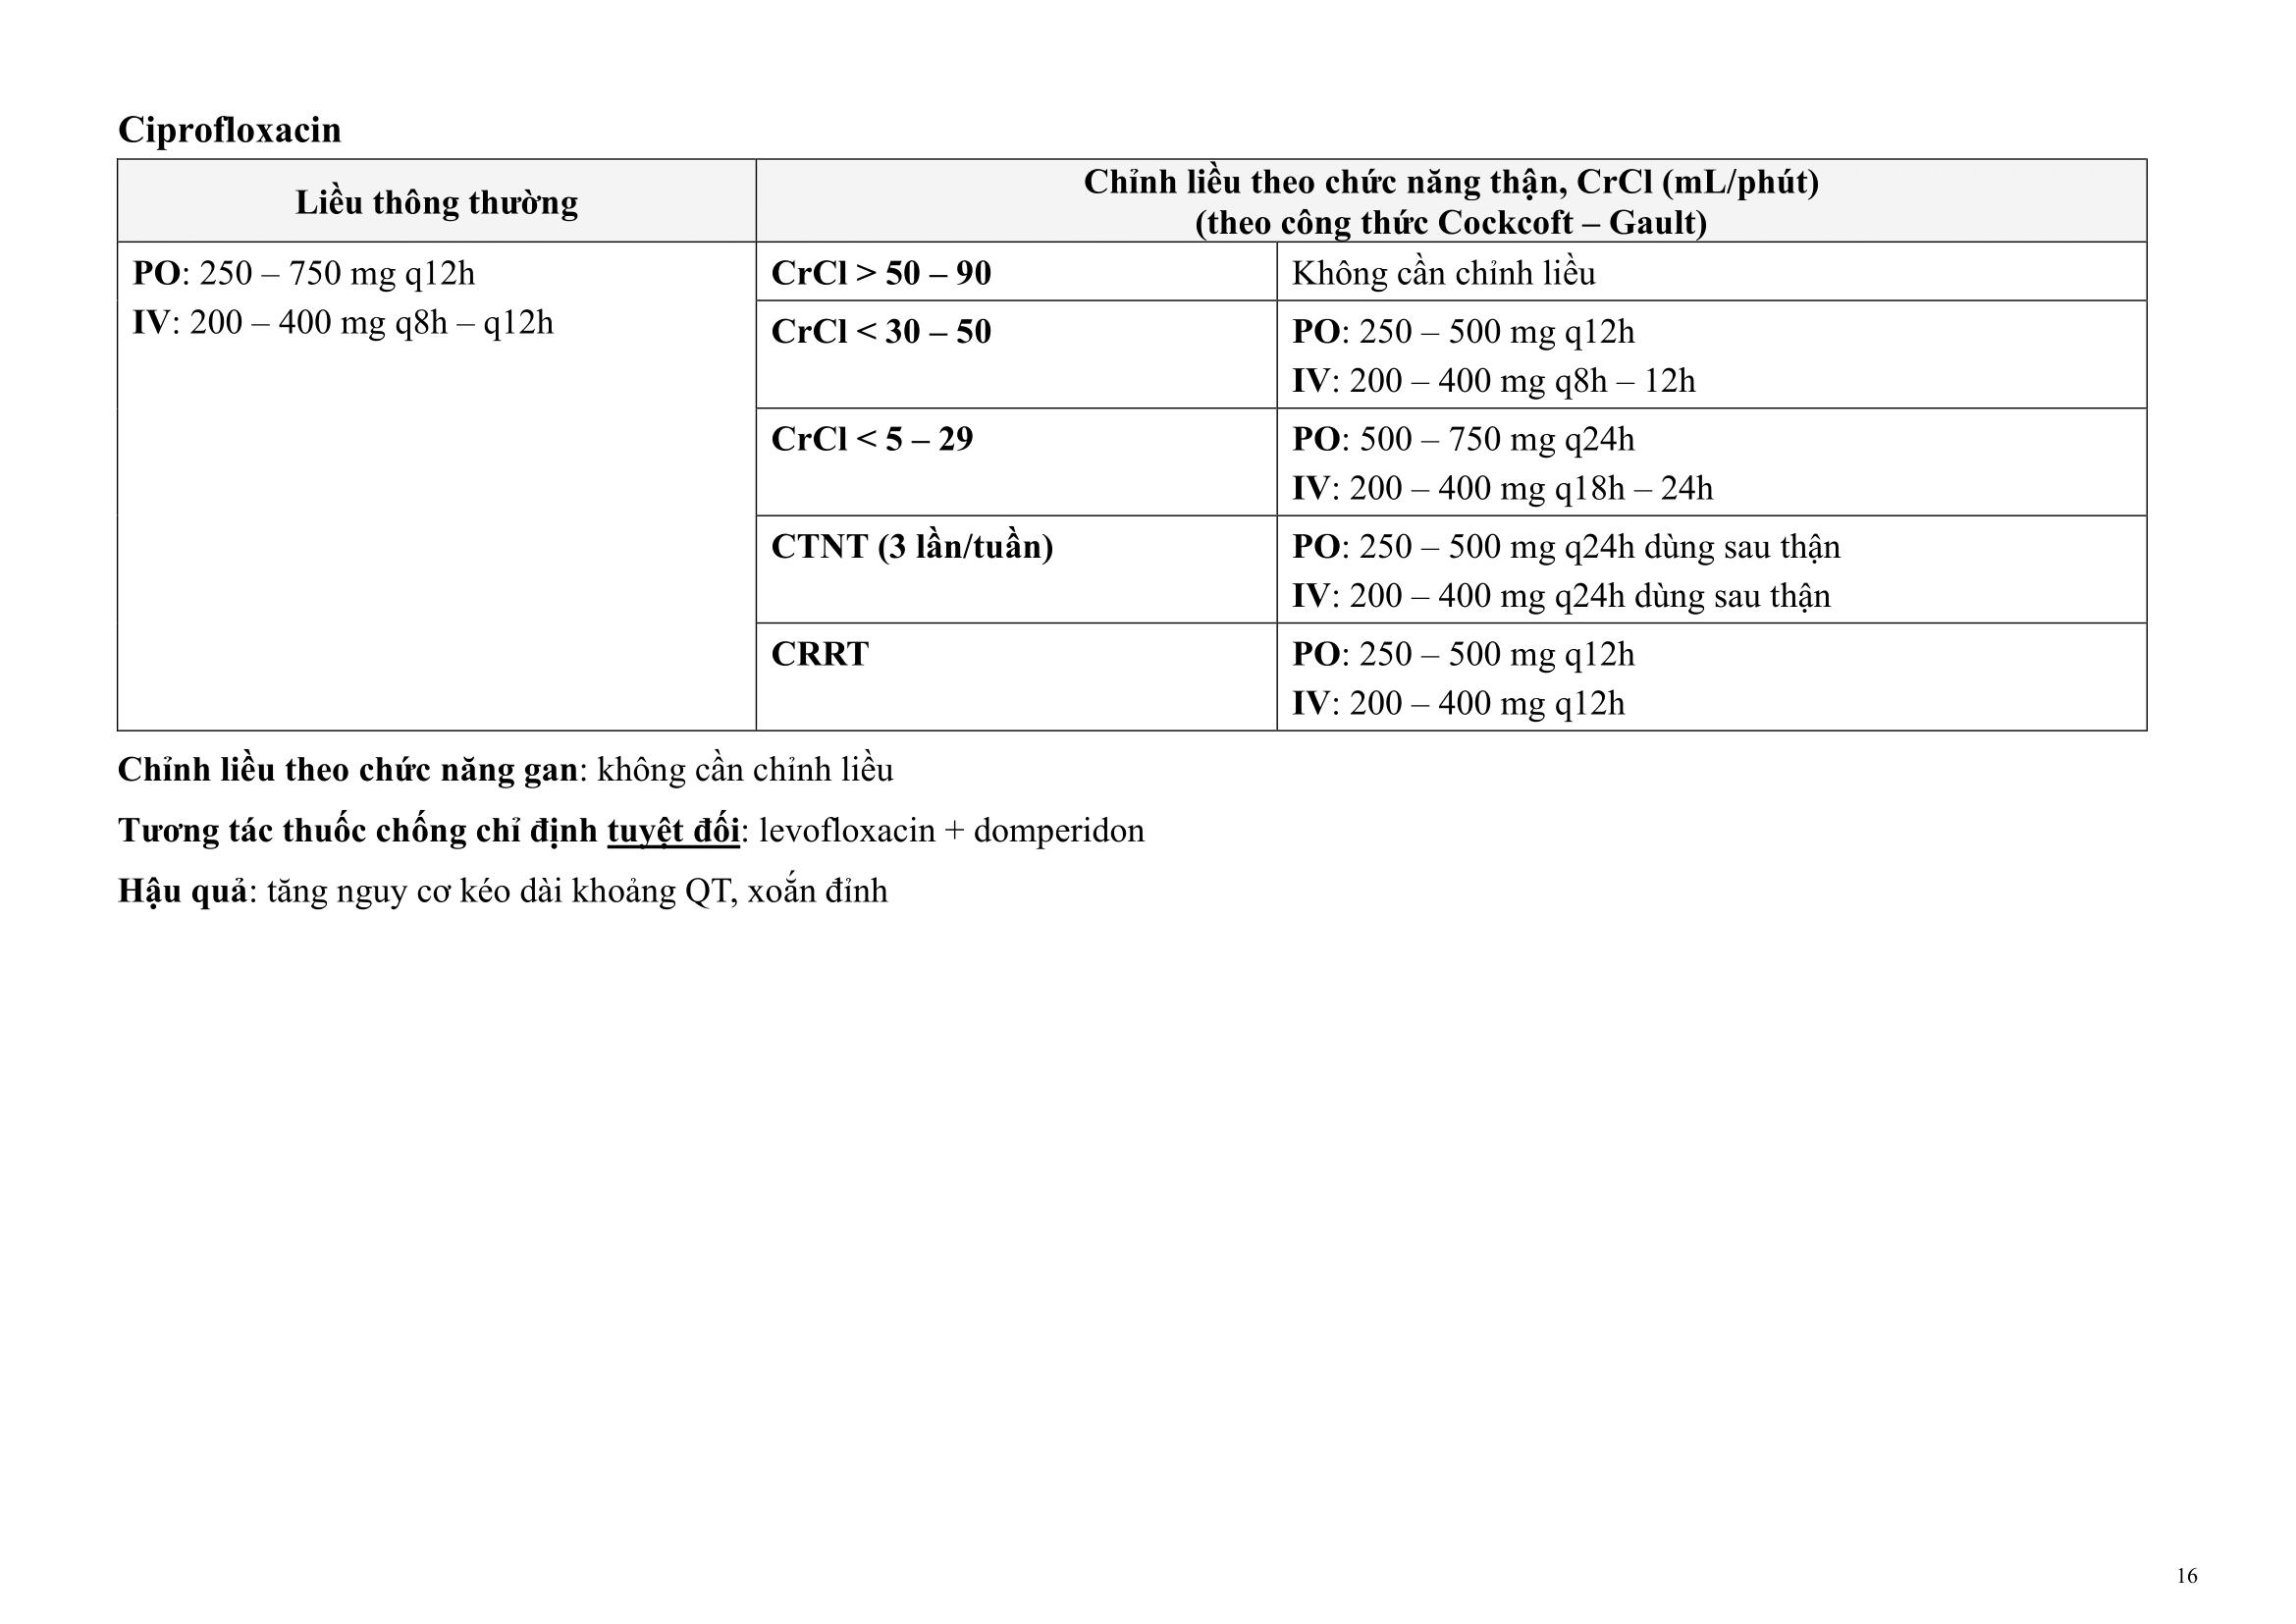 Ciprofloxacin
Liều thông thường
Chỉnh liều theo chức năng thận, CrCl (mL/phút)
(theo công thức Cockcoft – Gault)
PO: 250 – 750 mg q12h
IV: 200 – 400 mg q8h – q12h
CrCl > 50 – 90
Không cần chỉnh liều
CrCl < 30 – 50
PO: 250 – 500 mg q12h
IV: 200 – 400 mg q8h – 12h
CrCl < 5 – 29
PO: 500 – 750 mg q24h
IV: 200 – 400 mg q18h – 24h
CTNT (3 lần/tuần)
PO: 250 – 500 mg q24h dùng sau thận
IV: 200 – 400 mg q24h dùng sau thận
CRRT
PO: 250 – 500 mg q12h
IV: 200 – 400 mg q12h
Chỉnh liều theo chức năng gan: không cần chỉnh liều
Tương tác thuốc chống chỉ định tuyệt đối: levofloxacin + domperidon
Hậu quả: tăng nguy cơ kéo dài khoảng QT, xoắn đỉnh
16